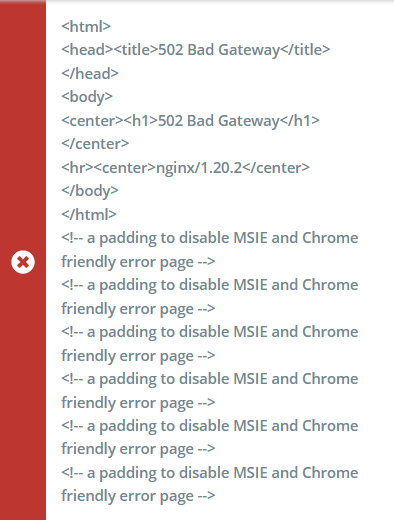 <html>
<head><title>502 Bad Gateway</title>
</head>
<body>
<center><h1>502 Bad Gateway</h1>
</center>
<hr><center>nginx/1.20.2</center>
</body>
</html>
<!-- a padding to disable MSIE and Chrome
friendly error page -->
<!-- a padding to disable MSIE and Chrome
friendly error page -->
<!-- a padding to disable MSIE and Chrome
friendly error page -->
<!-- a padding to disable MSIE and Chrome
friendly error page -->
<!-- a padding to disable MSIE and Chrome
friendly error page -->
<!-- a padding to disable MSIE and Chrome
friendly error page -->